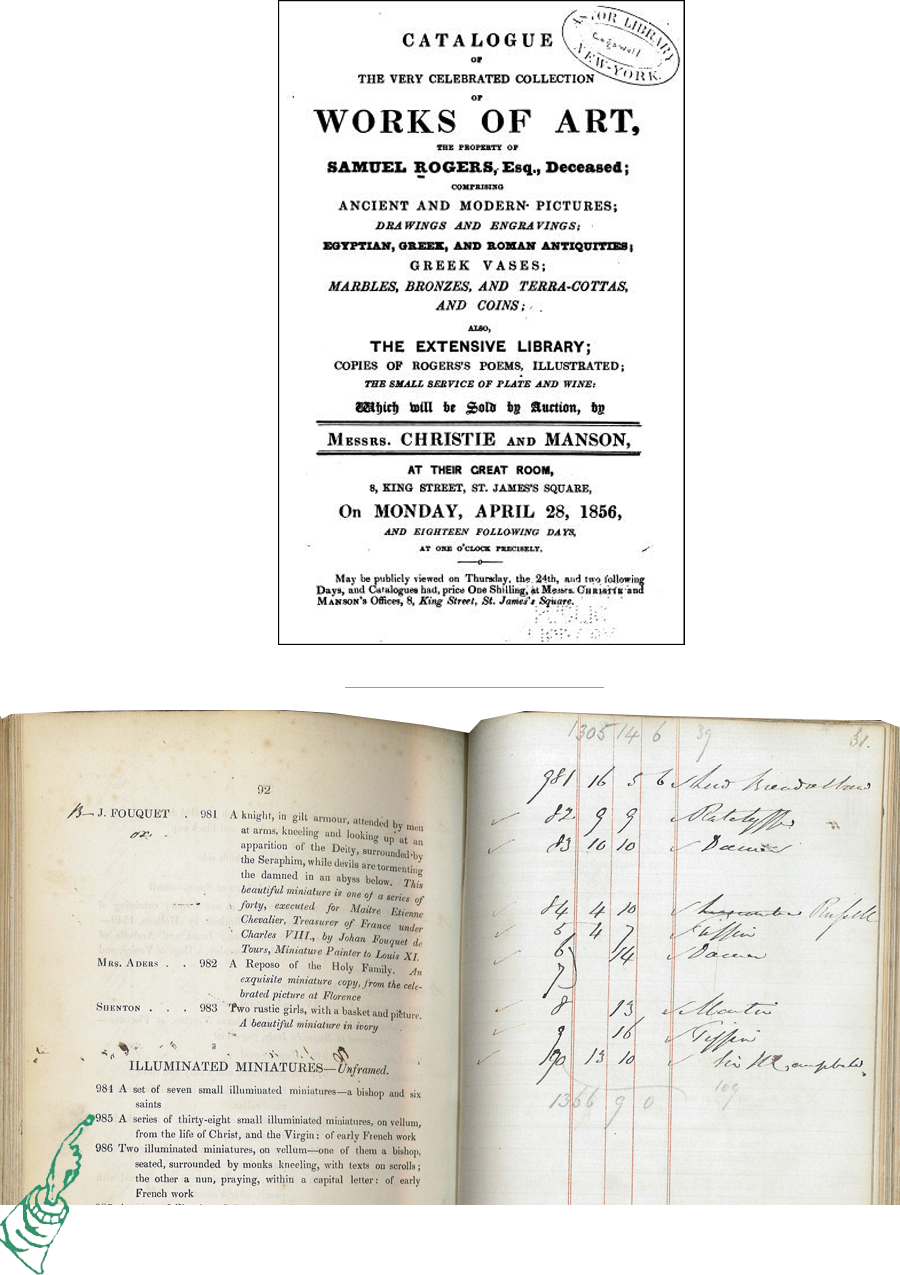 ASTOR LIBRARY
NEW-YORK.
CATALOGUE
OF
THE VERY CELEBRATED COLLECTION
OF
WORKS OF ART,
THE PROPERTY OF
SAMUEL ROGERS, Esq., Deceased;
COMPRISING
ANCIENT AND MODERN PICTURES;
DRAWINGS AND ENGRAVINGS;
EGYPTIAN, GREEK, AND ROMAN ANTIQUITIES;
GREEK VASES;
MARBLES, BRONZES, AND TERRA-COTTAS,
AND COINS;
ALSO,
THE EXTENSIVE LIBRARY;
COPIES OF ROGERS'S POEMS, ILLUSTRATED;
THE SMALL SERVICE OF PLATE AND WINE:
Which will be Sold by Auction, by
MESSRS. CHRISTIE AND MANSON,
AT THEIR GREAT ROOM,
8, KING STREET, ST. JAMES'S SQUARE,
On MONDAY, APRIL 28, 1856,
AND EIGHTEEN FOLLOWING DAYS,
AT ONE O'CLOCK PRECISELY.
May be publicly viewed on Thursday, the 24th, and two following
Days, and Catalogues had, price One Shilling, at Messrs. CHRISTIE and
MANSON'S Offices, 8, King Street, St. James's Square.
PUBLIC
LIBRARY
92
J. FOUQUET . 981 A knight, in gilt armour, attended by men
at arms, kneeling and looking up at an
apparition of the Deity, surrounded by
the Seraphim, while devils are tormenting
the damned in an abyss below. This
beautiful miniature is one of a series of
forty, executed for Maitre Etienne
Chevalier, Treasurer of France under
Charles VIII., by Johan Fouquet de
Tours, Miniature Painter to Louis XI.
MRS. ADERS . . 982 A Reposo of the Holy Family. An
exquisite miniature copy, from the cele-
brated picture at Florence
SHENTON . . . 983 Two rustic girls, with a basket and picture.
A beautiful miniature in ivory
ILLUMINATED MINIATURES—Unframed.
984 A set of seven small illuminated miniatures—a bishop and six
saints
985 A series of thirty-eight small illuminiated miniatures, on vellum,
from the life of Christ, and the Virgin: of early French work
986 Two illuminated miniatures, on vellum—one of them a bishop,
seated, surrounded by monks kneeling, with texts on scrolls;
the other a nun, praying, within a capital letter: of early
French work
1305 14 6 39 31.
981 16 5 6
82 9 9
83 10 10
84 4 10 Russell
5 4 7
6 14
7
8 13 Martin
9 16
90 13 10
1366 9 0 109